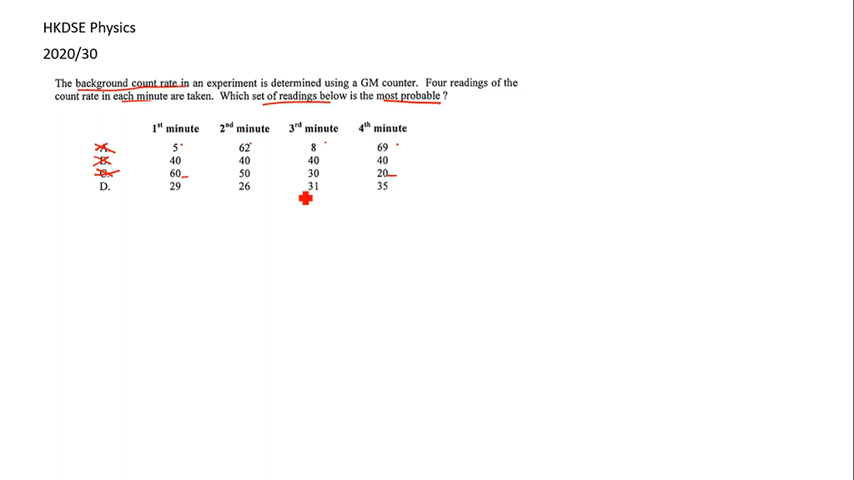 HKDSE Physics
2020/30
The background count rate in an experiment is determined using a GM counter. Four readings of the
count rate in each minute are taken. Which set of readings below is the most probable ?
1st minute 2nd minute 3rd minute 4th minute
A. 5 62 8 69
B. 40 40 40 40
C. 60 50 30 20
D. 29 26 31 35